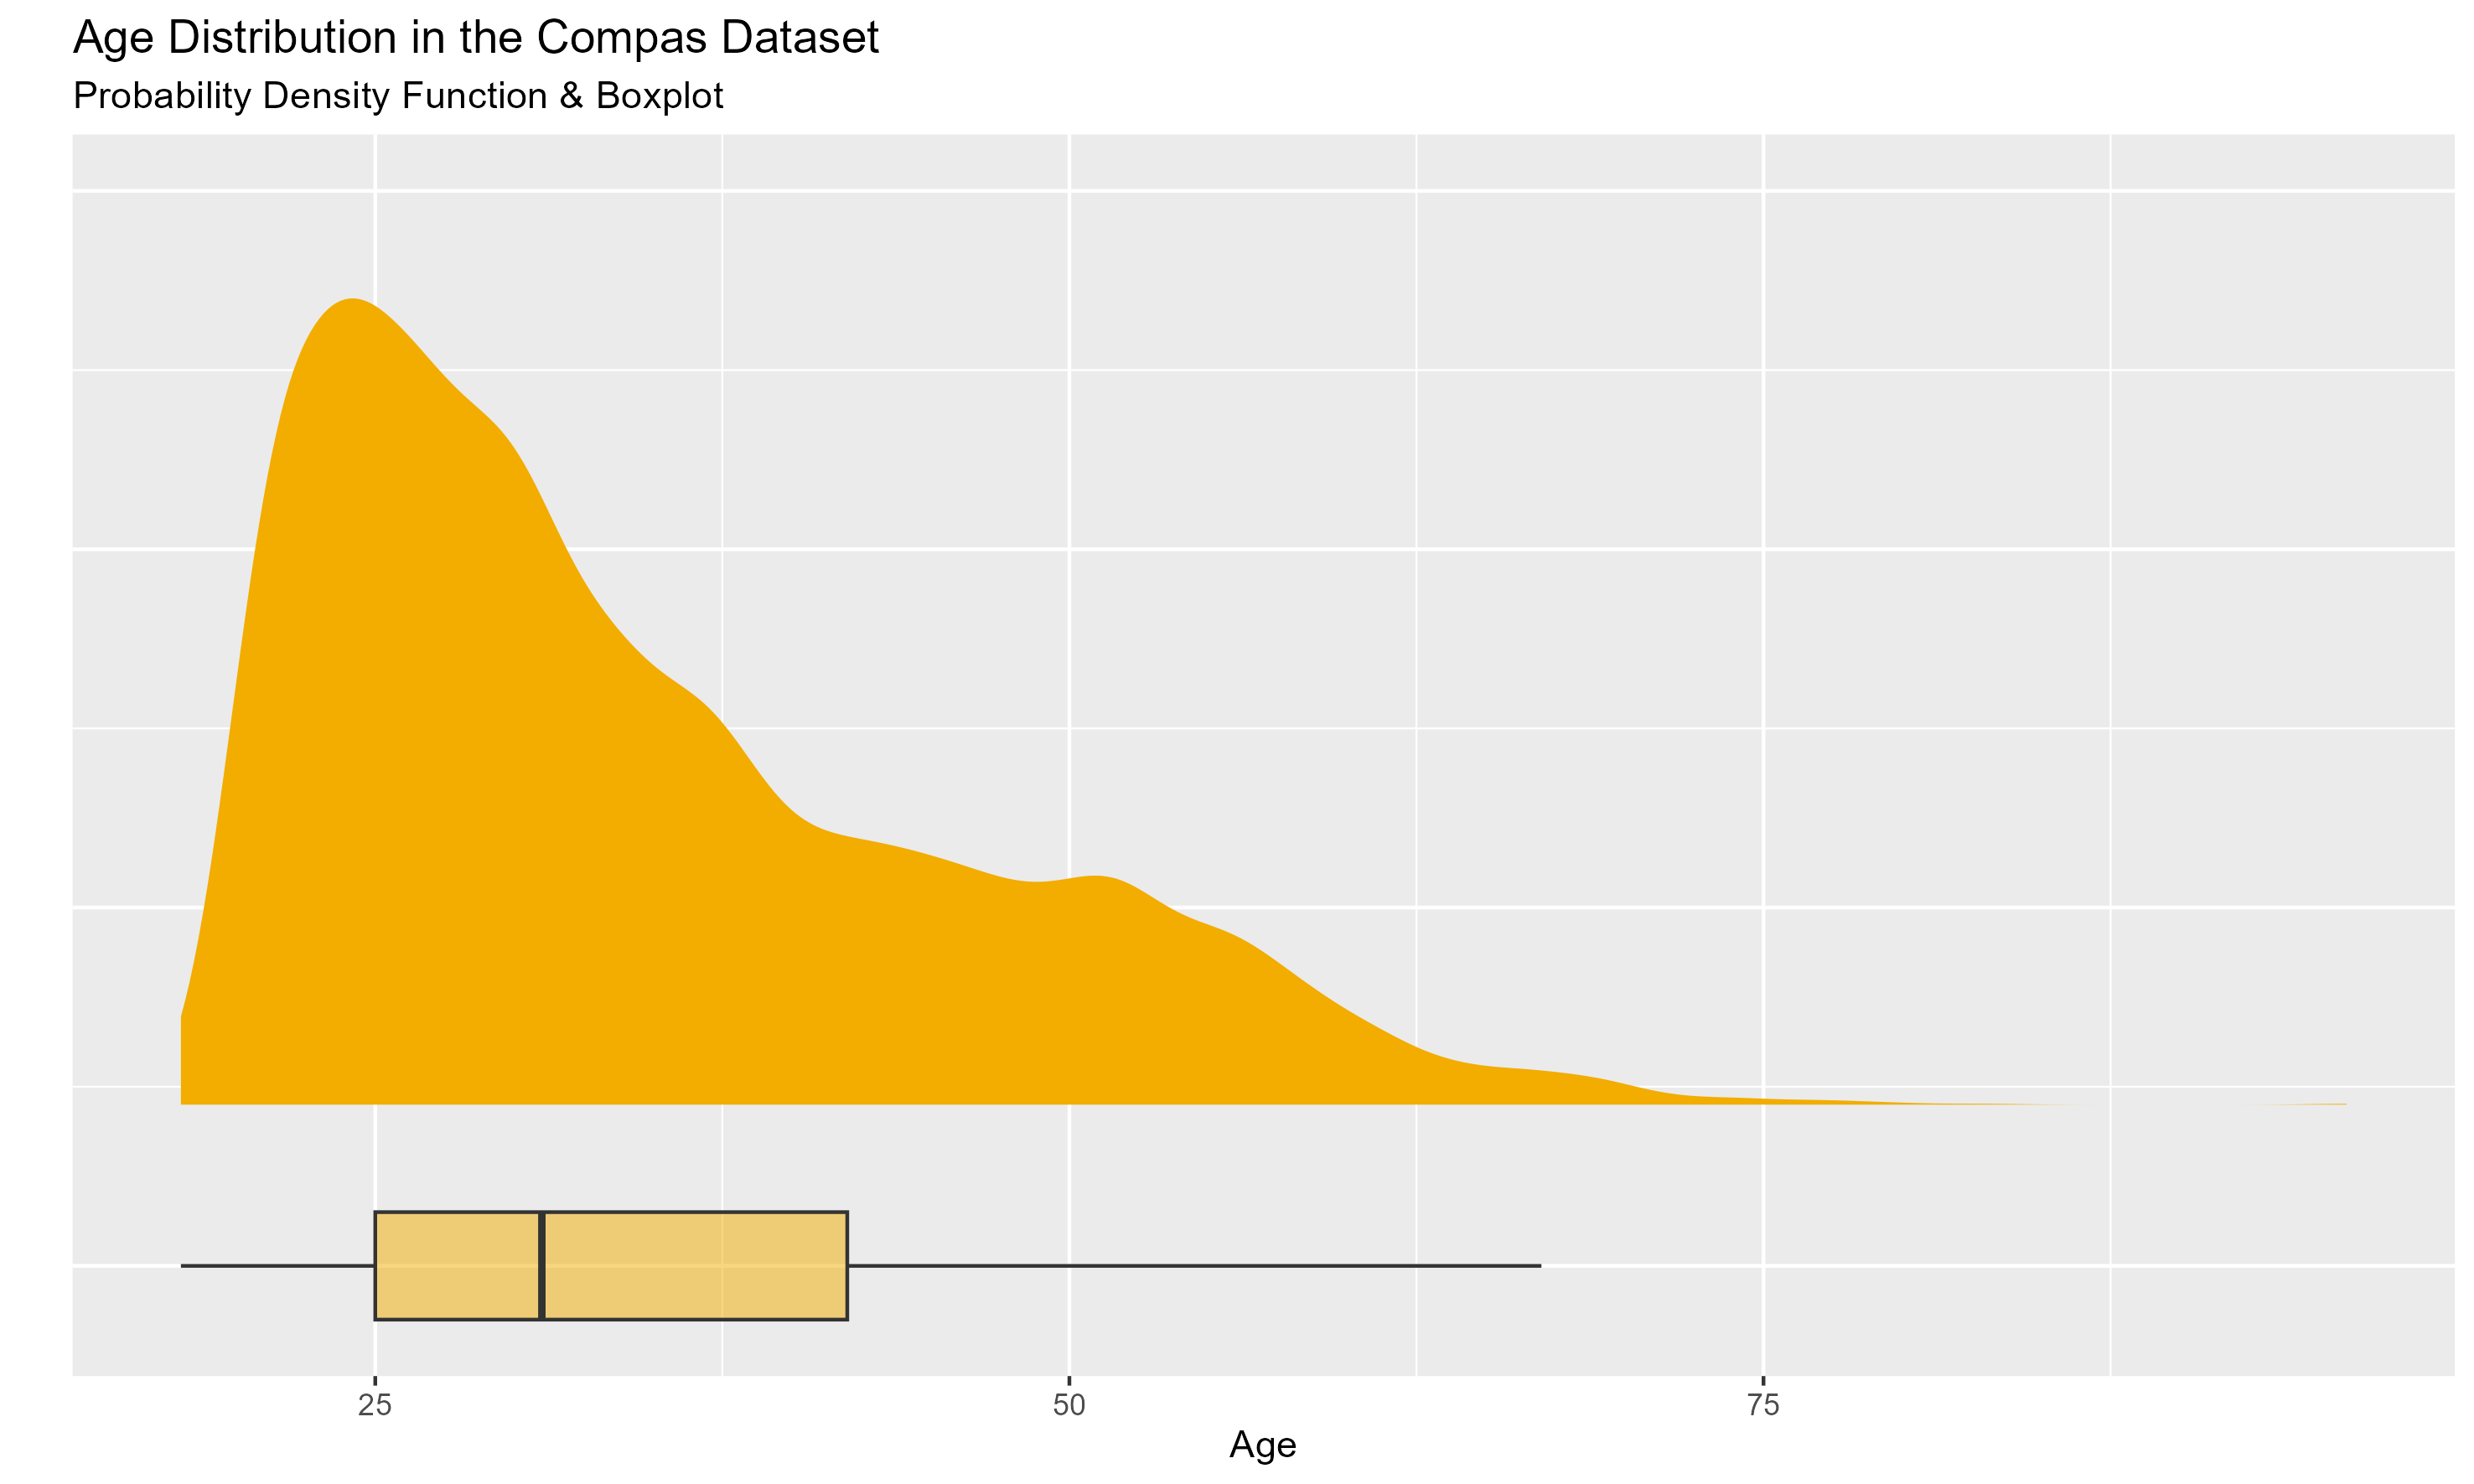 Age Distribution in the Compas Dataset
Probability Density Function & Boxplot
25 50 75
Age